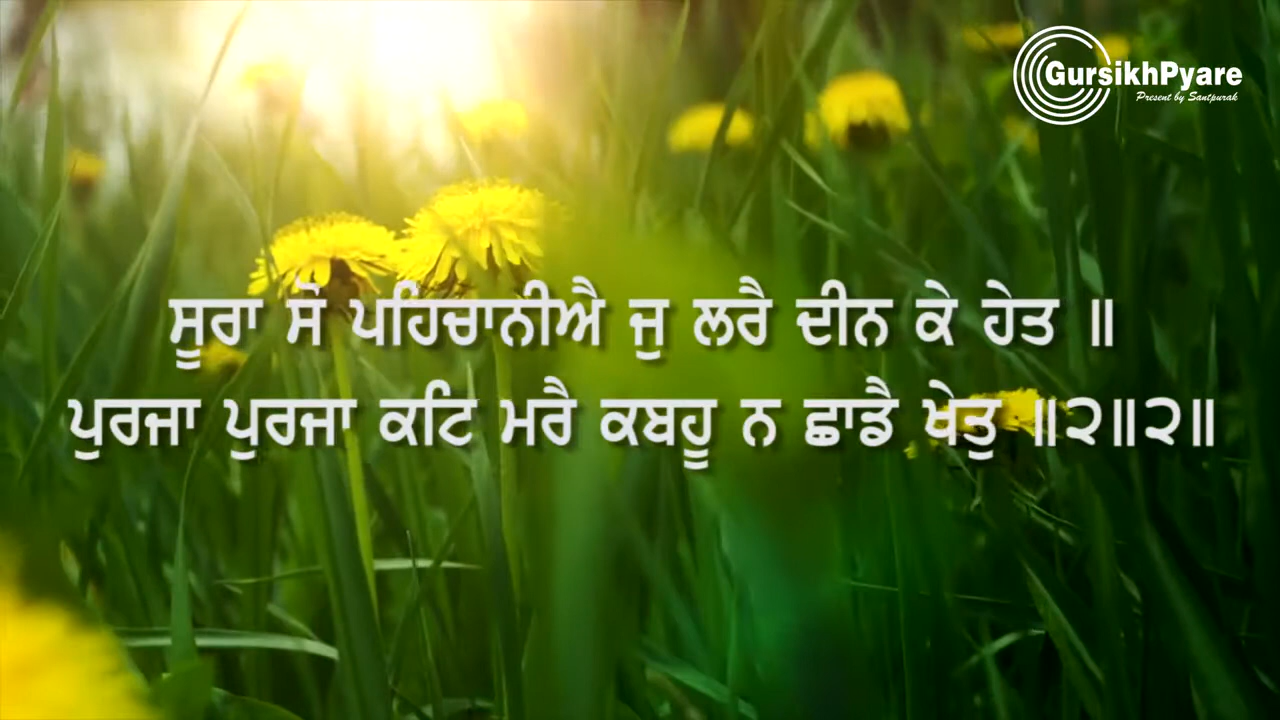 GursikhPyare
Present by Santpurak
ਸੂਰਾ ਸੋ ਪਹਿਚਾਨੀਐ ਜੁ ਲਰੈ ਦੀਨ ਕੇ ਹੇਤ ॥
ਪੁਰਜਾ ਪੁਰਜਾ ਕਟਿ ਮਰੈ ਕਬਹੂ ਨ ਛਾਡੈ ਖੇਤੁ ॥੨॥੨॥